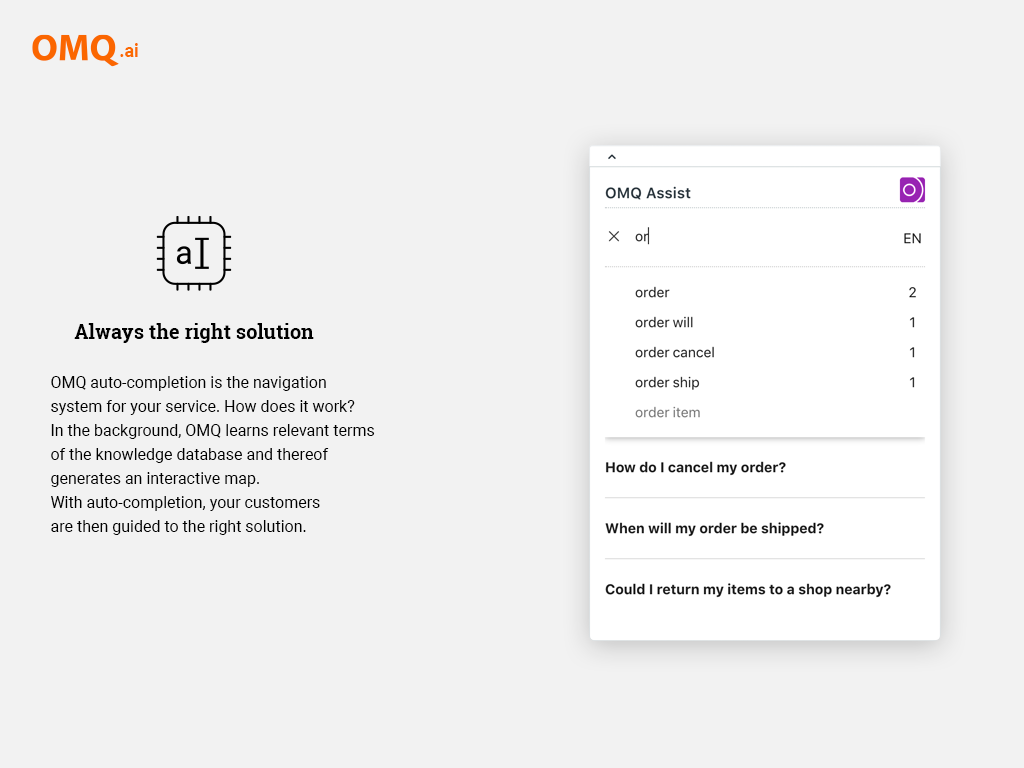 OMQ.ai
aI
Always the right solution
OMQ auto-completion is the navigation
system for your service. How does it work?
In the background, OMQ learns relevant terms
of the knowledge database and thereof
generates an interactive map.
With auto-completion, your customers
are then guided to the right solution.
OMQ Assist
or
EN
order 2
order will 1
order cancel 1
order ship 1
order item
How do I cancel my order?
When will my order be shipped?
Could I return my items to a shop nearby?